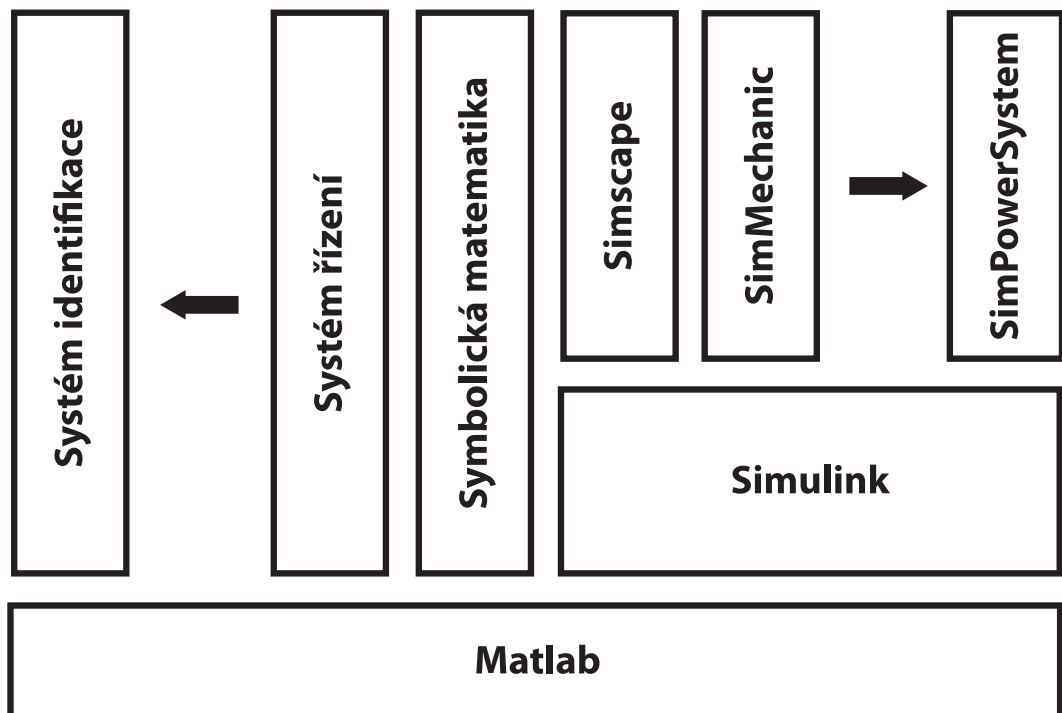 Systém identifikace
Systém řízení
Symbolická matematika
Simscape
SimMechanic
SimPowerSystem
Simulink
Matlab